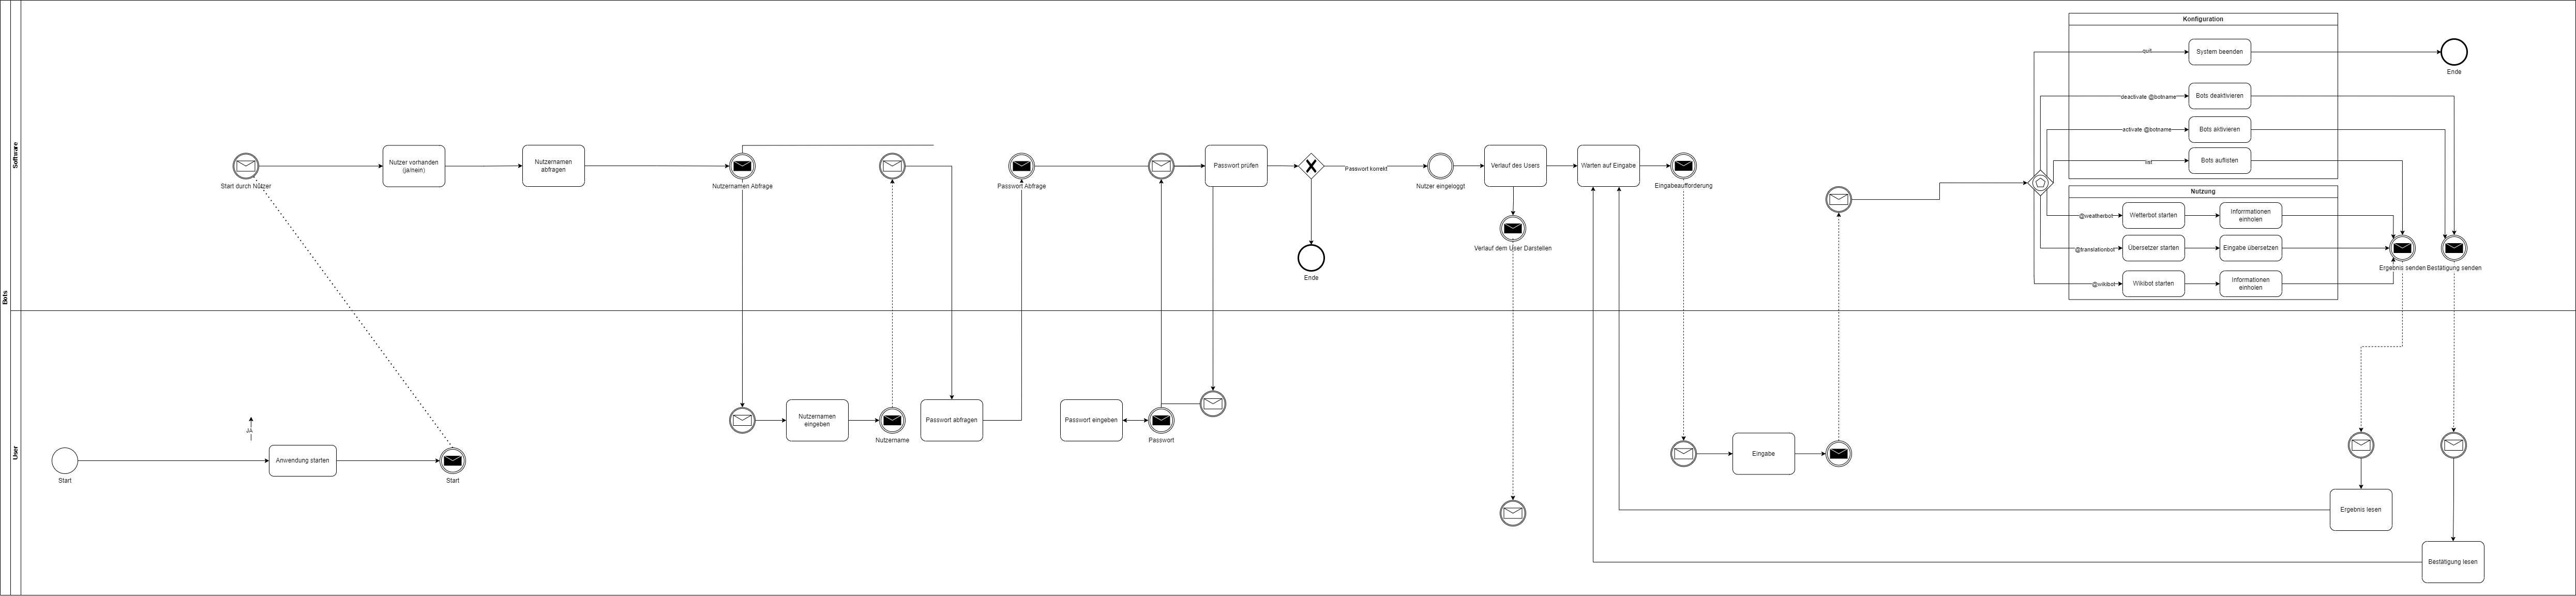 Bots
Software
User
Konfiguration
quit
System beenden
Ende
deactivate @botname
Bots deaktivieren
activate @botname
Bots aktivieren
list
Bots auflisten
Nutzung
@weatherbot
Wetterbot starten
Informationen
einholen
@translationbot
Übersetzer starten
Eingabe übersetzen
@wikibot
Wikibot starten
Informationen
einholen
Ergebnis senden
Bestätigung senden
Start durch Nutzer
Nutzer vorhanden
(ja/nein)
Nutzernamen
abfragen
Nutzernamen Abfrage
Passwort Abfrage
Passwort prüfen
Passwort korrekt
Ende
Nutzer eingeloggt
Verlauf des Users
Verlauf dem User Darstellen
Warten auf Eingabe
Eingabeaufforderung
JA
Start
Anwendung starten
Start
Nutzernamen
eingeben
Nutzername
Passwort abfragen
Passwort eingeben
Passwort
Eingabe
Ergebnis lesen
Bestätigung lesen